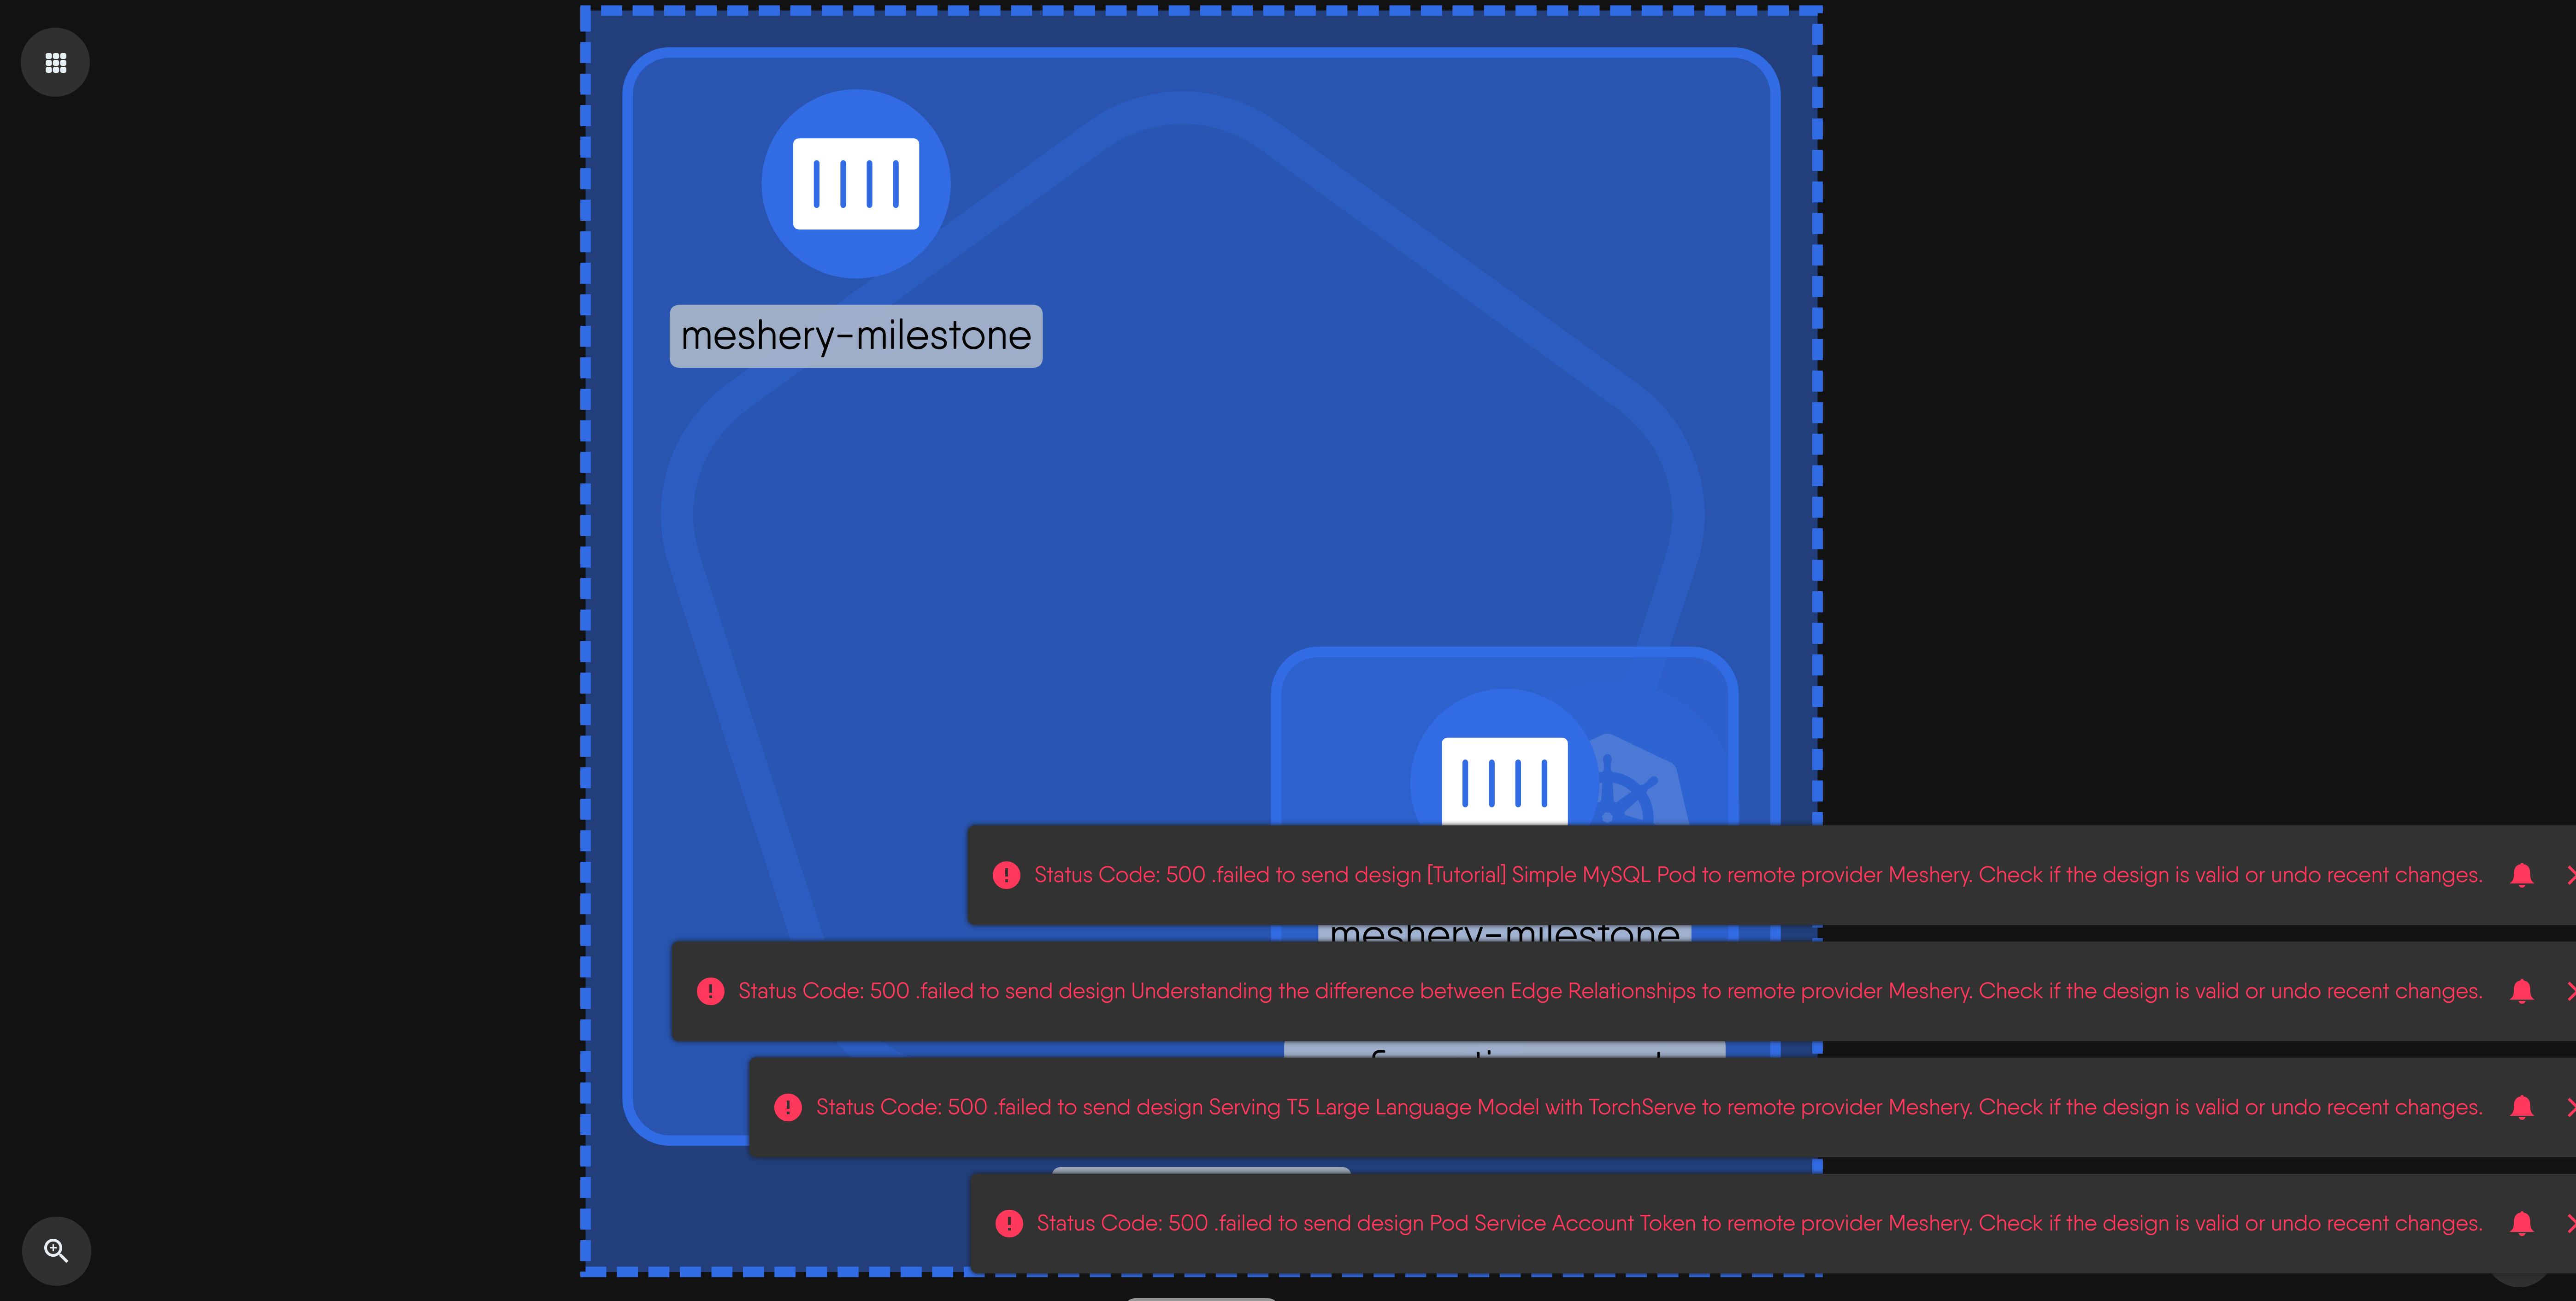 meshery-milestone
Status Code: 500 .failed to send design [Tutorial] Simple MySQL Pod to remote provider Meshery. Check if the design is valid or undo recent changes.
meshery-milestone
Status Code: 500 .failed to send design Understanding the difference between Edge Relationships to remote provider Meshery. Check if the design is valid or undo recent changes.
Status Code: 500 .failed to send design Serving T5 Large Language Model with TorchServe to remote provider Meshery. Check if the design is valid or undo recent changes.
Status Code: 500 .failed to send design Pod Service Account Token to remote provider Meshery. Check if the design is valid or undo recent changes.